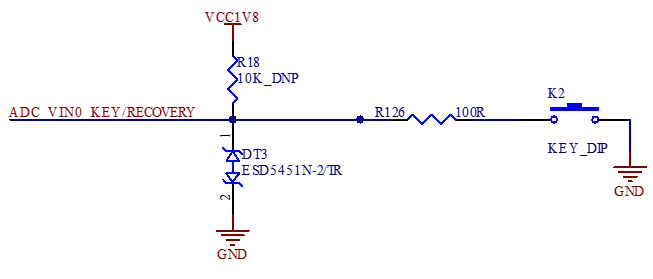 VCC1V8
R18
10K_DNP
ADC_VIN0_KEY/RECOVERY
R126
100R
K2
KEY_DIP
1
DT3
ESD5451N-2/TR
2
GND
GND